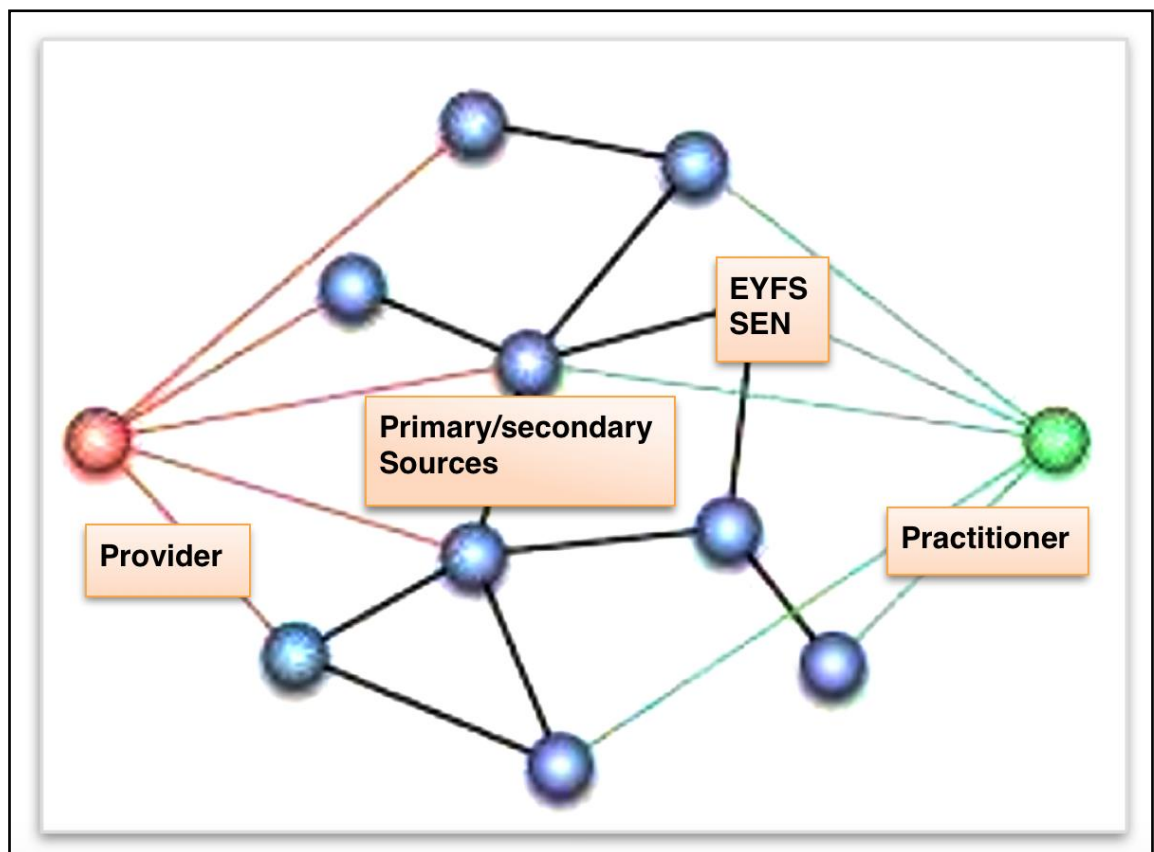 EYFS
SEN
Primary/secondary
Sources
Provider
Practitioner